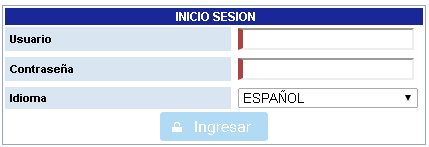 INICIO SESION
Usuario
Contraseña
Idioma ESPAÑOL
Ingresar